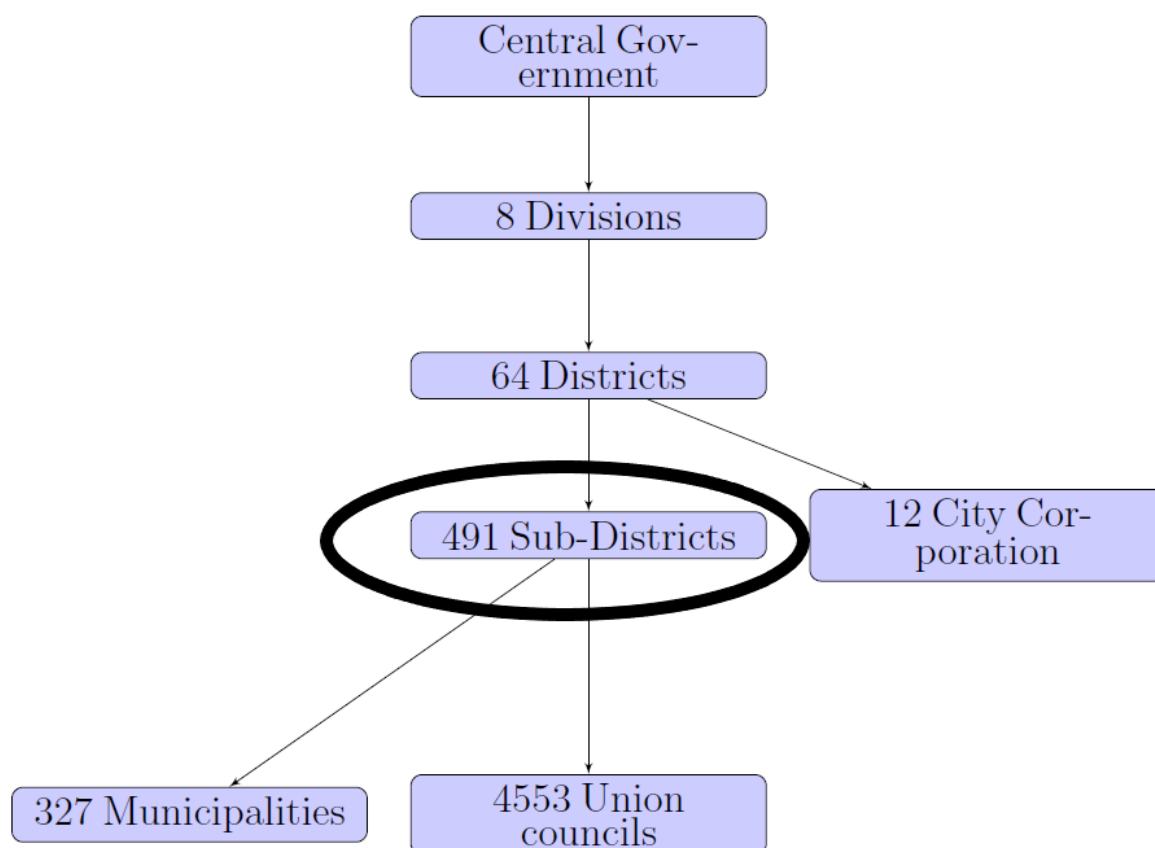 Central Gov-
ernment
8 Divisions
64 Districts
491 Sub-Districts
12 City Cor-
poration
327 Municipalities
4553 Union
councils